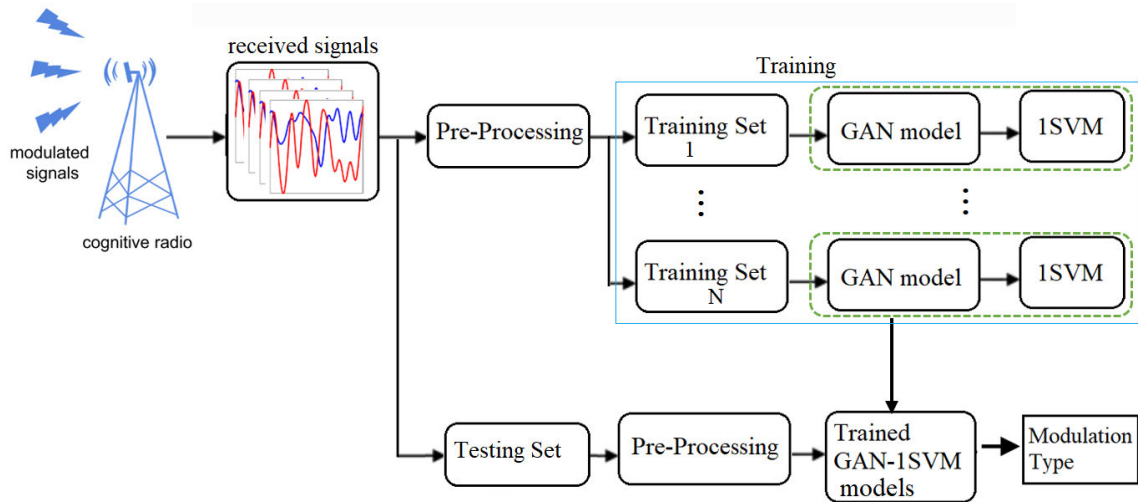 received signals
Training
modulated
signals
cognitive radio
Pre-Processing
Training Set
1
GAN model
1SVM
Training Set
N
GAN model
1SVM
Testing Set
Pre-Processing
Trained
GAN-1SVM
models
Modulation
Type